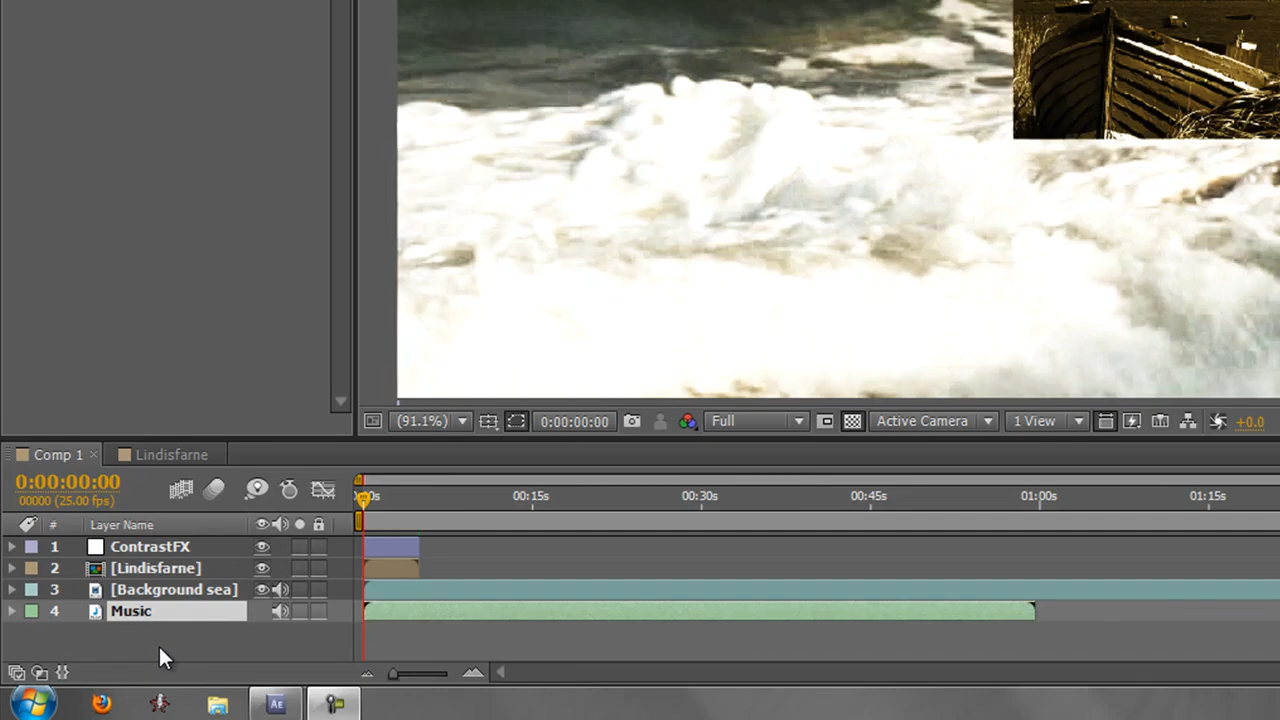 (91.1%) 0:00:00:00 Full Active Camera 1 View +0.0
Comp 1 × Lindisfarne
0:00:00:00
00000 (25.00 fps)
00:15s 00:30s 00:45s 01:00s 01:15s
# Layer Name
1 ContrastFX
2 [Lindisfarne]
3 [Background sea]
4 Music
AE